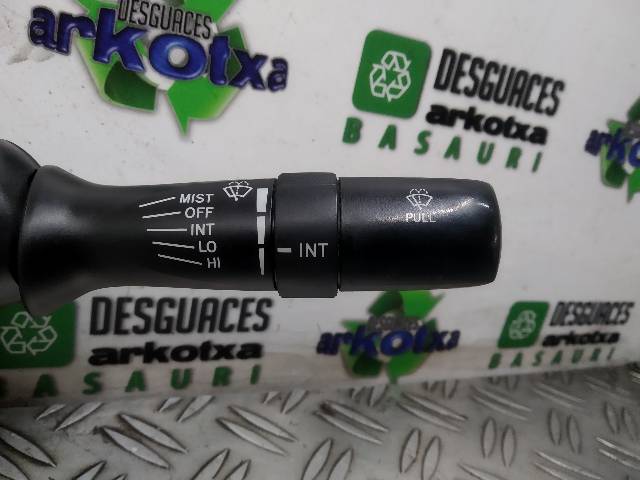 DESGUACES
arkotxa
DESGUACES
arkotxa
BASAURI
MIST
OFF
INT
LO
HI
INT
PULL
DESGUACES
arkotxa
BASAURI
DESGUACES
arkotxa
DESGUACES
arkotxa
BASAURI